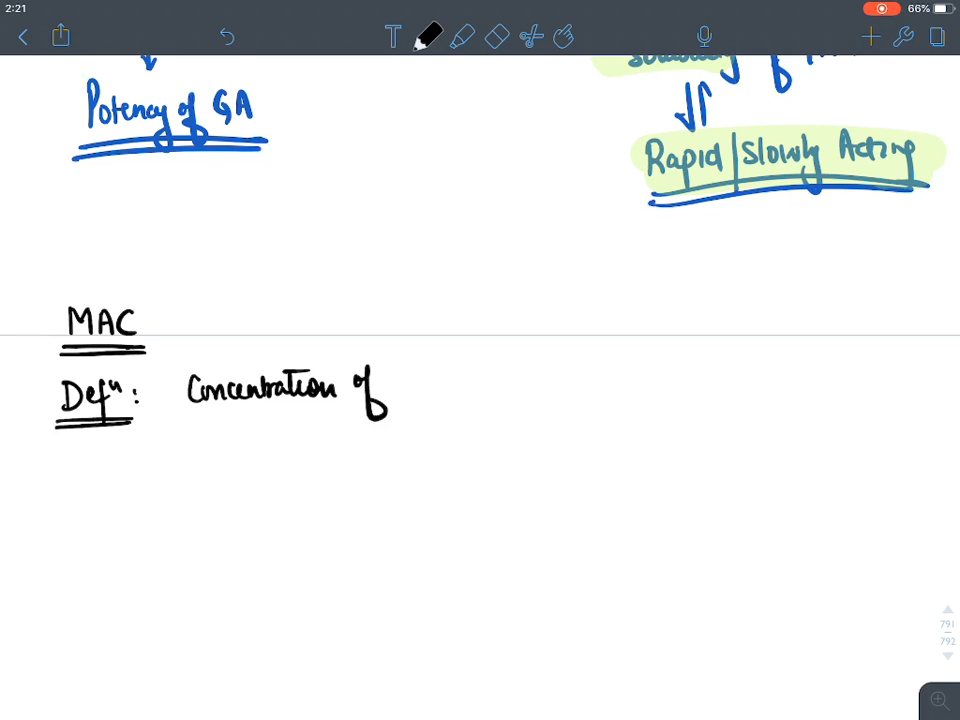 2:21
66%
Potency of GA
Rapid/Slowly Acting
MAC
Defn: Concentration of
791
792